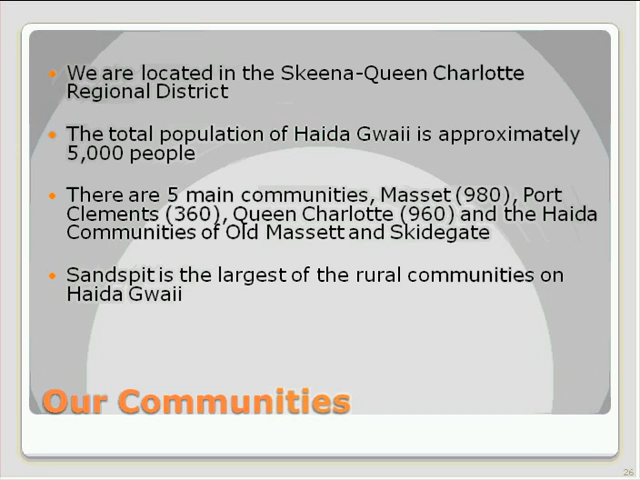 We are located in the Skeena-Queen Charlotte
Regional District
The total population of Haida Gwaii is approximately
5,000 people
There are 5 main communities, Masset (980), Port
Clements (360), Queen Charlotte (960) and the Haida
Communities of Old Massett and Skidegate
Sandspit is the largest of the rural communities on
Haida Gwaii
Our Communities
26